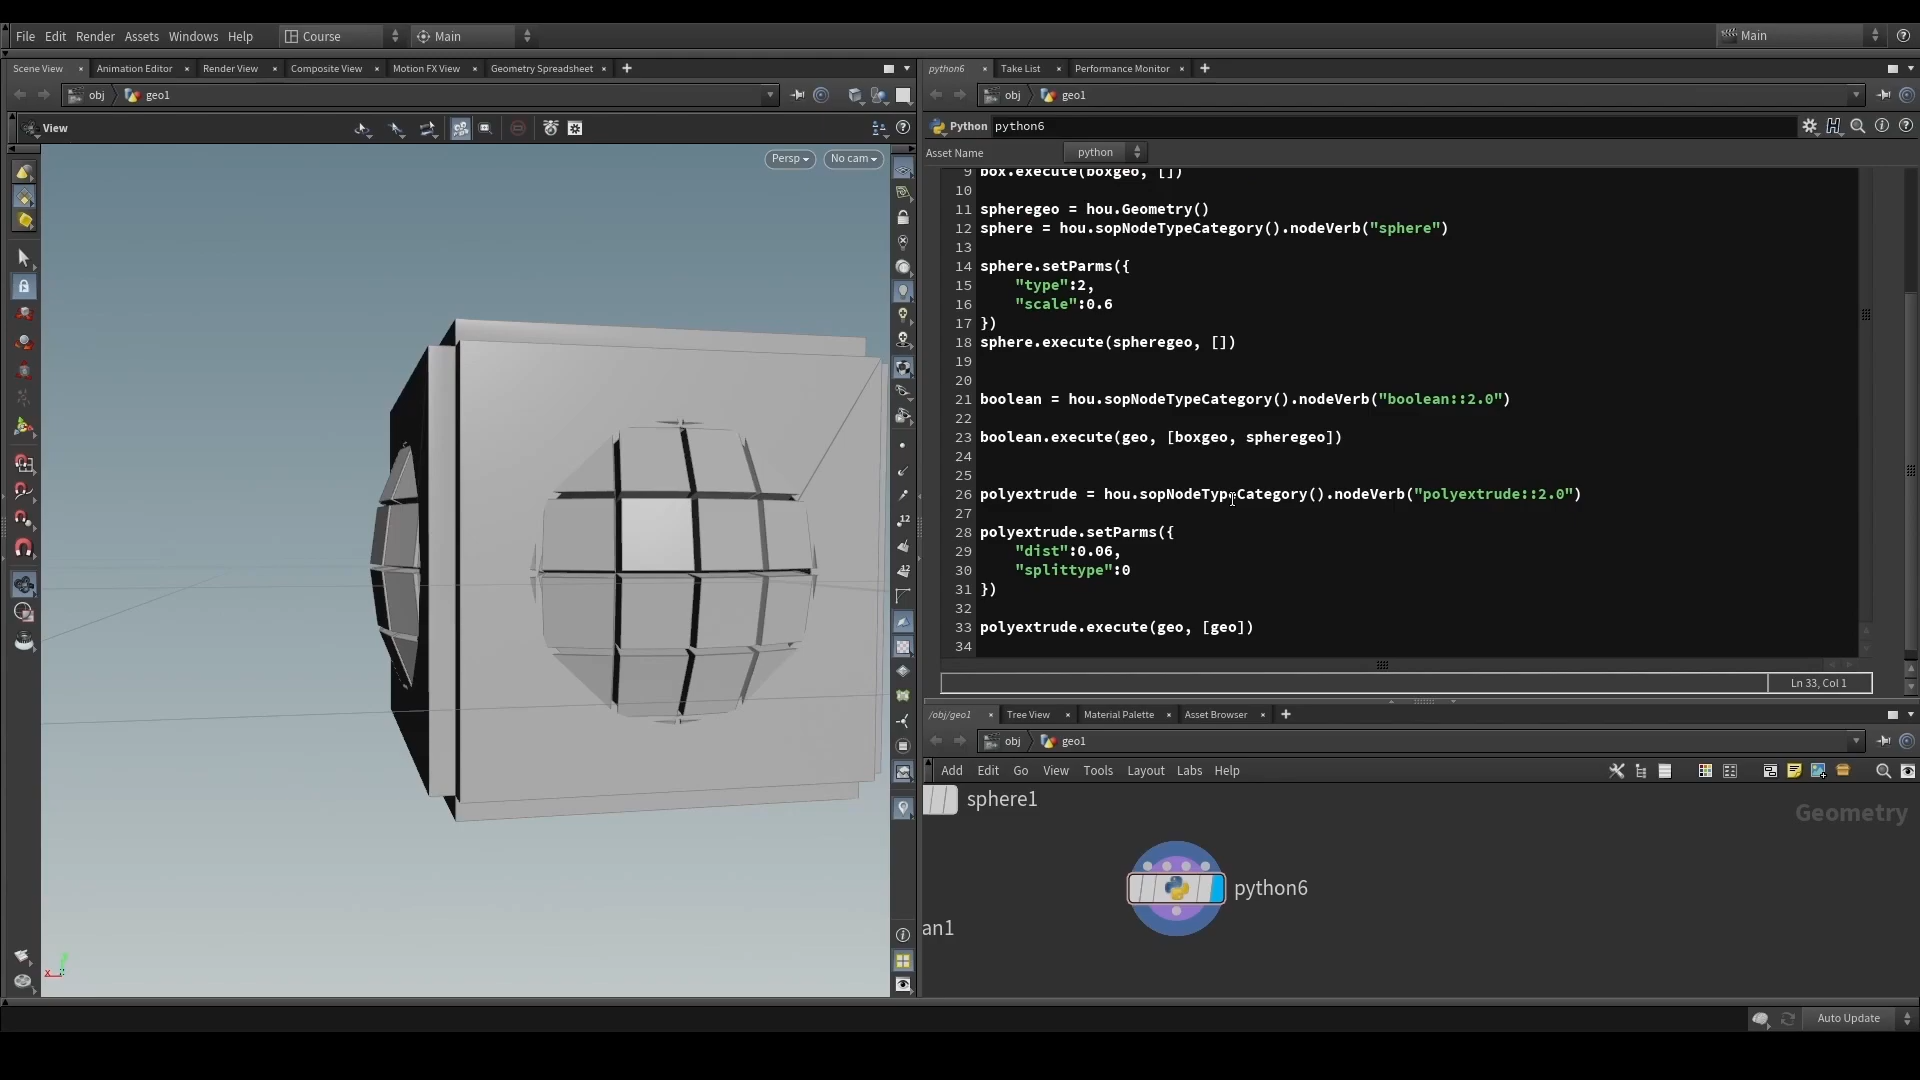 File Edit Render Assets Windows Help Course Main Main
Scene View Animation Editor Render View Composite View Motion FX View Geometry Spreadsheet
obj geo1
View
Persp No cam
12
12
python6 Take List Performance Monitor
obj geo1
Python python6
Asset Name python
9 box.execute(boxgeo, [])
10
11 spheregeo = hou.Geometry()
12 sphere = hou.sopNodeTypeCategory().nodeVerb("sphere")
13
14 sphere.setParms({
15 "type":2,
16 "scale":0.6
17 })
18 sphere.execute(spheregeo, [])
19
20
21 boolean = hou.sopNodeTypeCategory().nodeVerb("boolean::2.0")
22
23 boolean.execute(geo, [boxgeo, spheregeo])
24
25
26 polyextrude = hou.sopNodeTypeCategory().nodeVerb("polyextrude::2.0")
27
28 polyextrude.setParms({
29 "dist":0.06,
30 "splittype":0
31 })
32
33 polyextrude.execute(geo, [geo])
34
Ln 33, Col 1
/obj/geo1 Tree View Material Palette Asset Browser
obj geo1
Add Edit Go View Tools Layout Labs Help
sphere1
Geometry
python6
an1
x
Auto Update